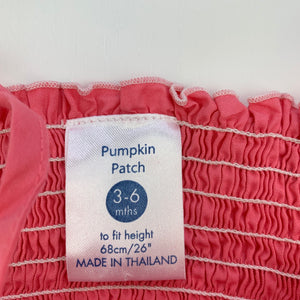 Pumpkin
Patch
3-6
mths
to fit height
68cm/26"
MADE IN THAILAND